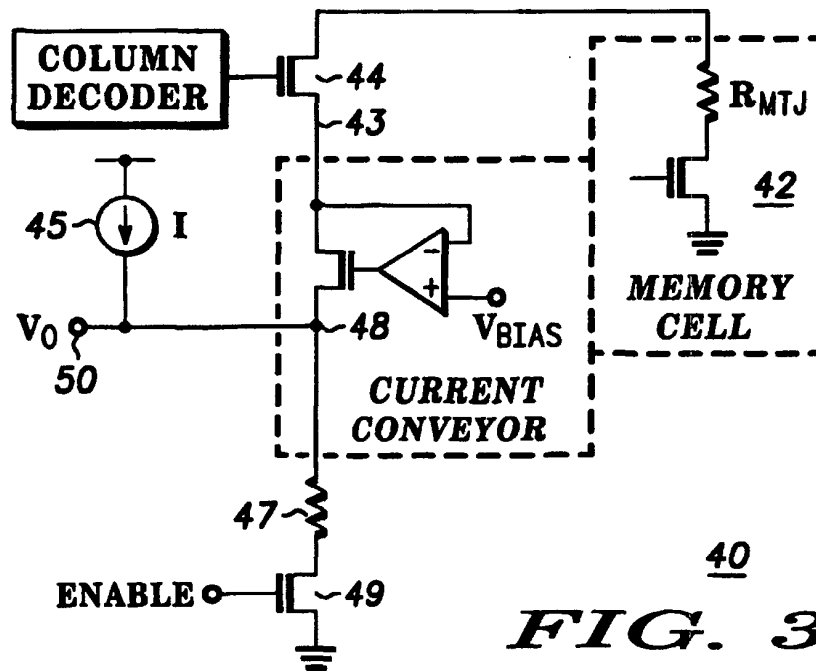 COLUMN
DECODER
44
43
R_MTJ
42
MEMORY
CELL
45
I
−
+
V_BIAS
V_0
50
48
CURRENT
CONVEYOR
47
ENABLE
49
40
FIG. 3